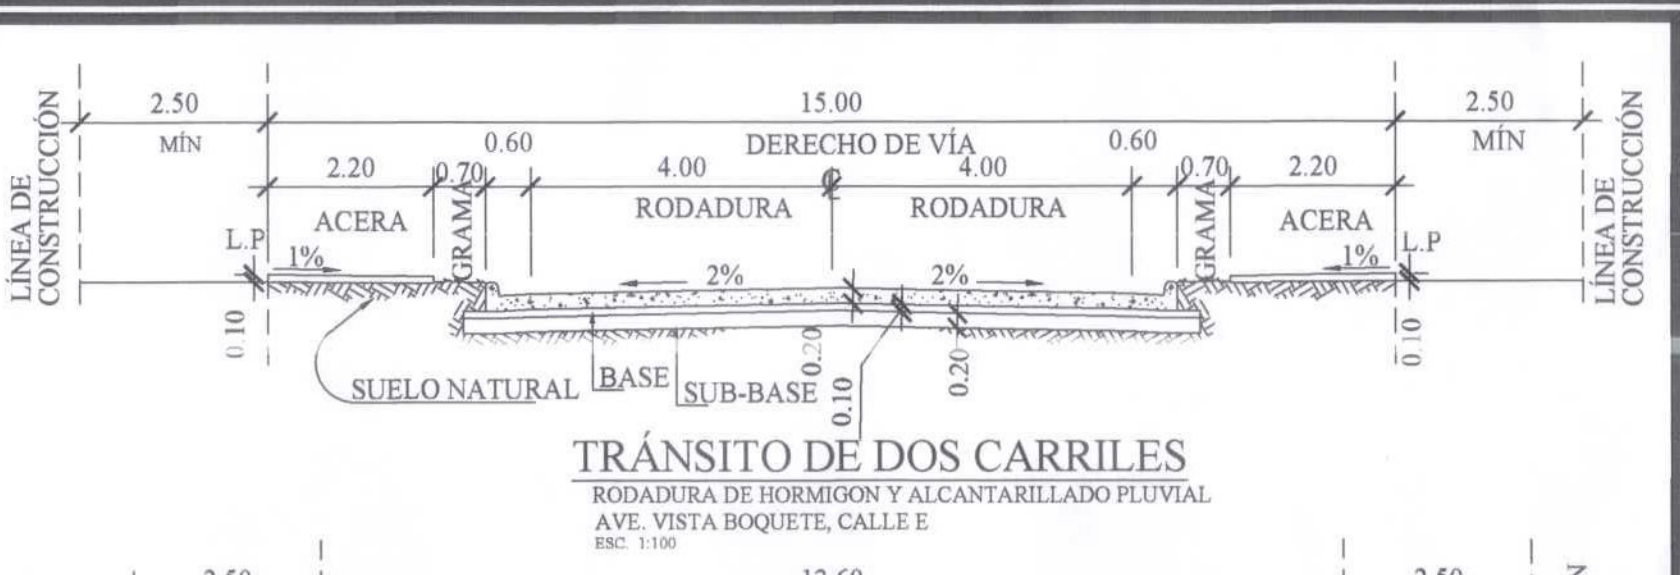 2.50 15.00 2.50
MÍN 0.60 DERECHO DE VÍA 0.60 MÍN
2.20 0.70 4.00 ℄ 4.00 0.70 2.20
ACERA GRAMA RODADURA RODADURA GRAMA ACERA
LÍNEA DE
CONSTRUCCIÓN
LÍNEA DE
CONSTRUCCIÓN
L.P 1% 2% 2% 1% L.P
0.10 0.20 0.10 0.20 0.10
SUELO NATURAL BASE SUB-BASE
TRÁNSITO DE DOS CARRILES
RODADURA DE HORMIGON Y ALCANTARILLADO PLUVIAL
AVE. VISTA BOQUETE, CALLE E
ESC. 1:100
2.50 12.60 2.50